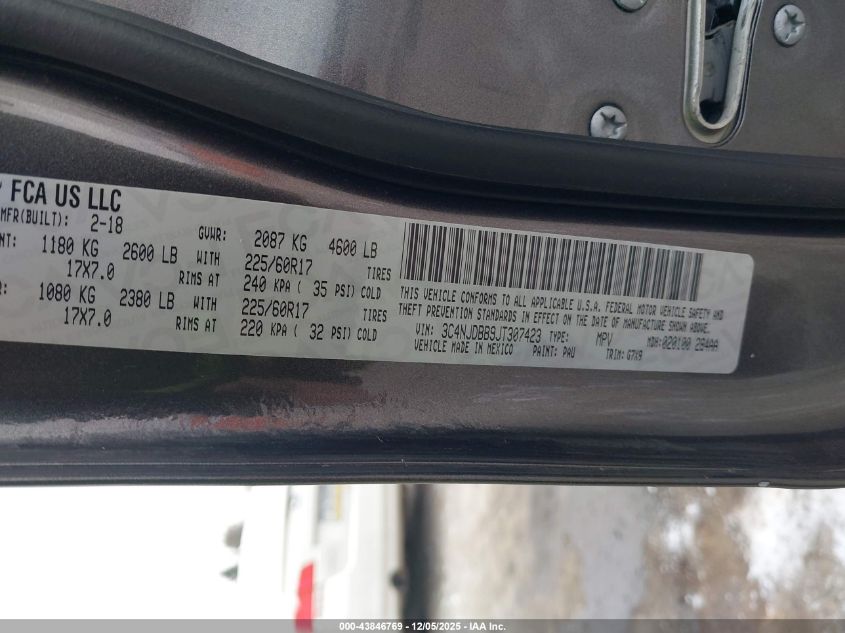 FCA US LLC
MFR(BUILT): 2-18 GVWR: 2087 KG 4600 LB
1180 KG 2600 LB WITH 225/60R17 TIRES
17X7.0 RIMS AT 240 KPA ( 35 PSI) COLD
1080 KG 2380 LB WITH 225/60R17 TIRES
17X7.0 RIMS AT 220 KPA ( 32 PSI) COLD
THIS VEHICLE CONFORMS TO ALL APPLICABLE U.S.A. FEDERAL MOTOR VEHICLE SAFETY AND
THEFT PREVENTION STANDARDS IN EFFECT ON THE DATE OF MANUFACTURE SHOWN ABOVE.
VIN: 3C4NJDBB9JT307423 TYPE: MPV MDH: 020100 284AA
VEHICLE MADE IN MEXICO PAINT: PAU TRIM: G7X9
000-43846769 - 12/05/2025 - IAA Inc.